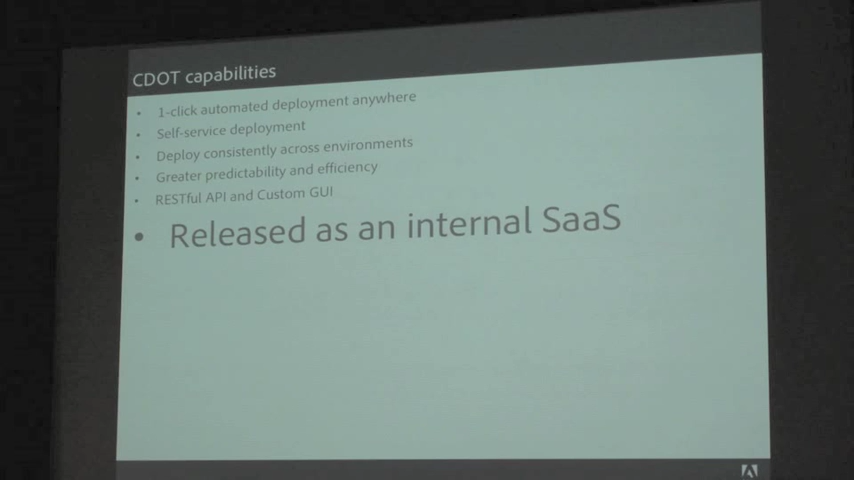 CDOT capabilities
• 1-click automated deployment anywhere
• Self-service deployment
• Deploy consistently across environments
• Greater predictability and efficiency
• RESTful API and Custom GUI
• Released as an internal SaaS